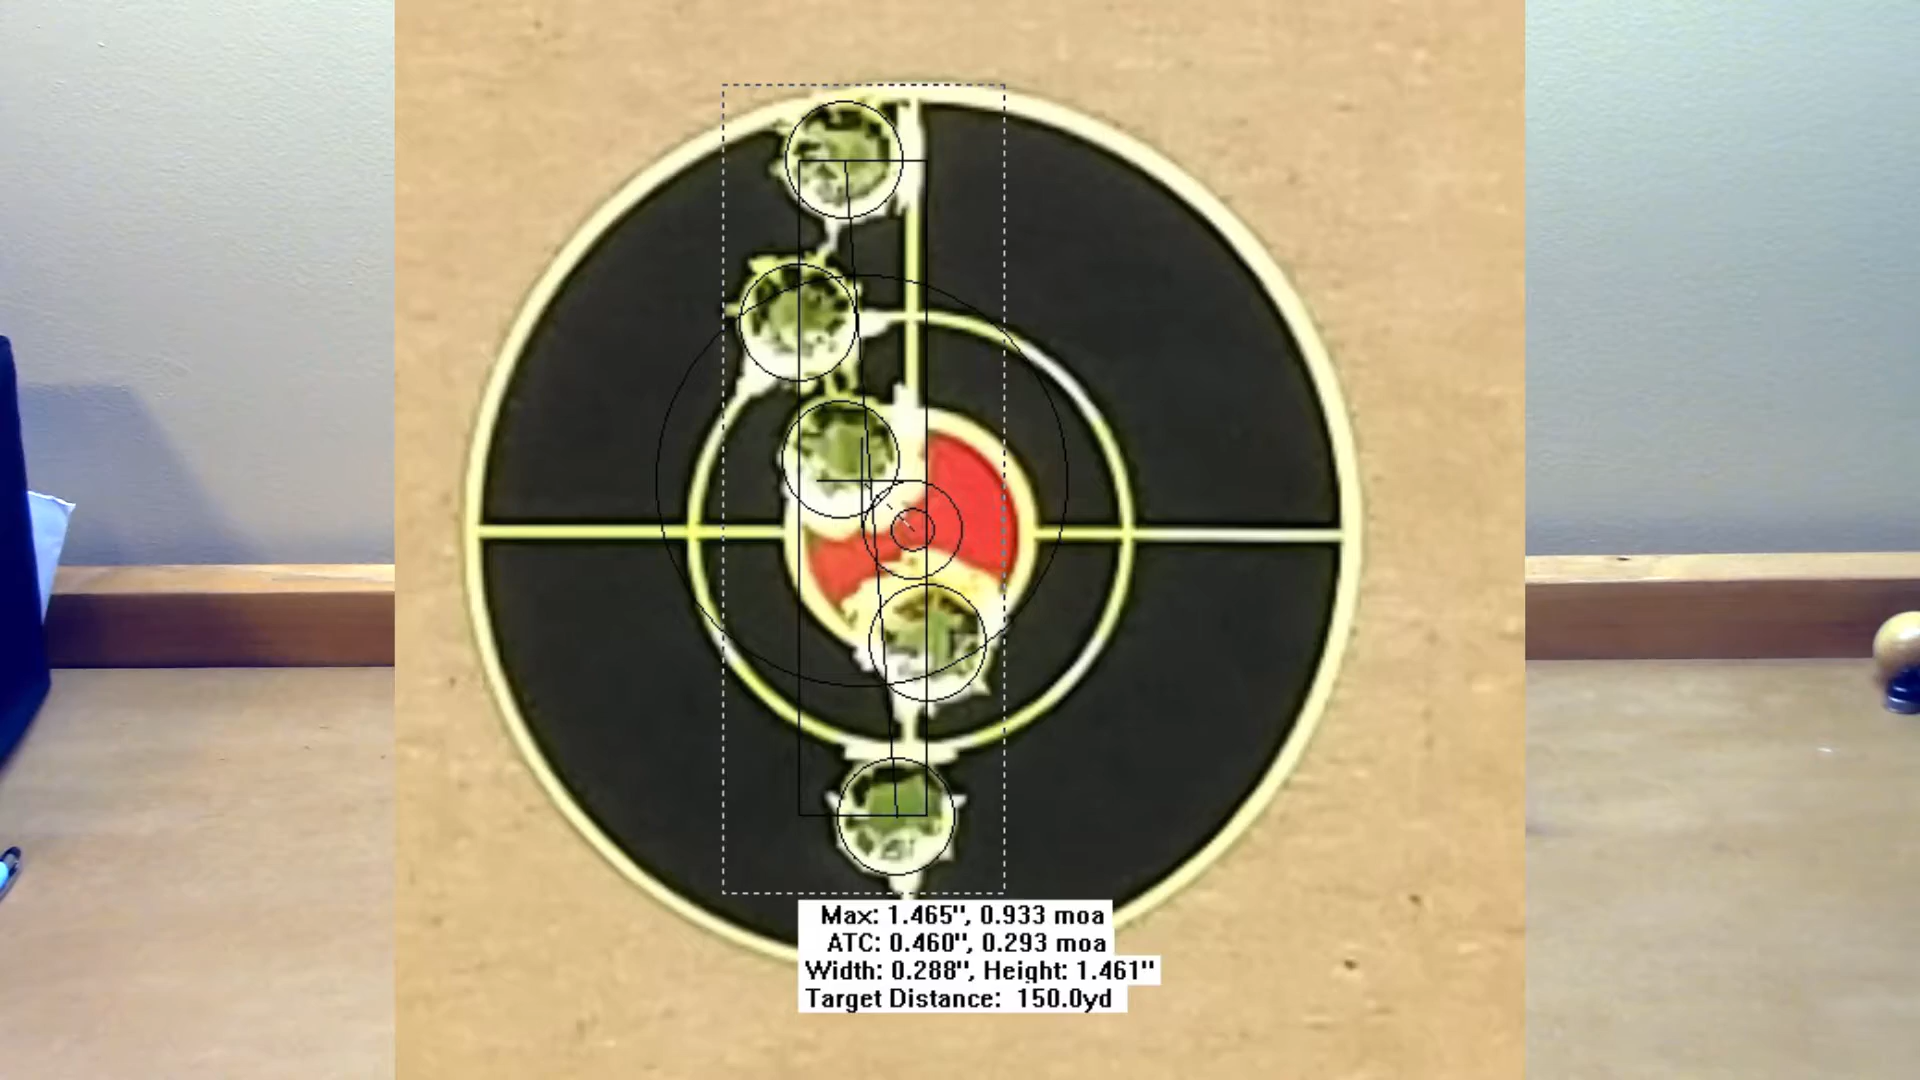 Max: 1.465", 0.933 moa
ATC: 0.460", 0.293 moa
Width: 0.288", Height: 1.461"
Target Distance: 150.0yd